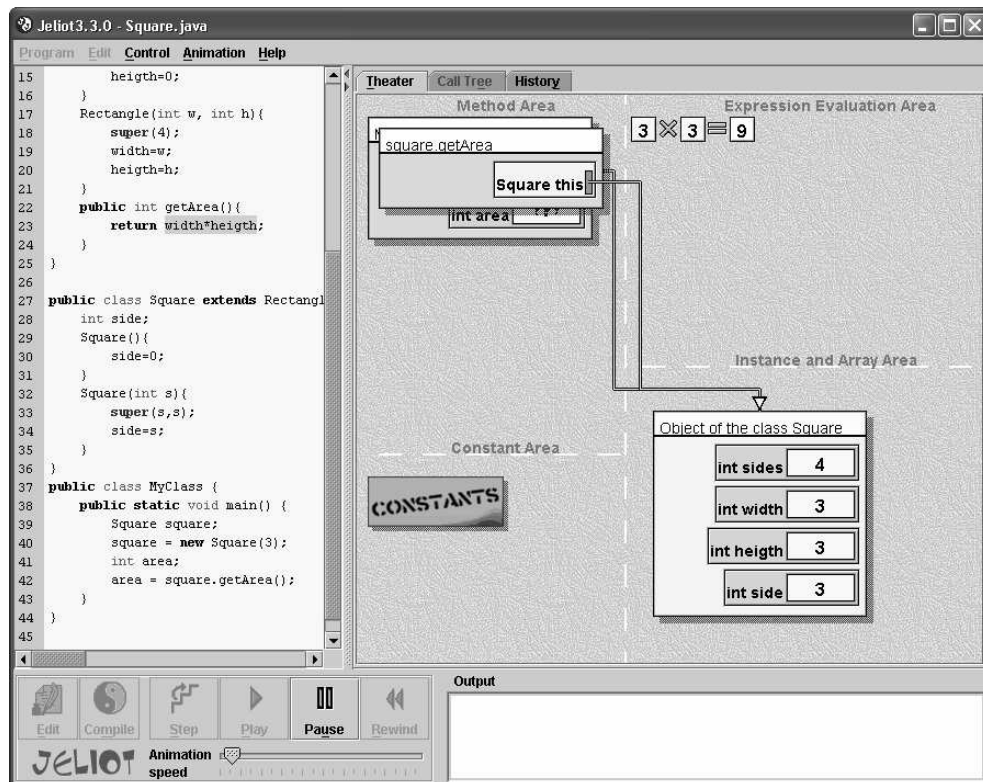 Jeliot3.3.0 - Square.java
Program Edit Control Animation Help
15 heigth=0;
16 }
17 Rectangle(int w, int h){
18 super(4);
19 width=w;
20 heigth=h;
21 }
22 public int getArea(){
23 return width*heigth;
24 }
25 }
26
27 public class Square extends Rectangl
28 int side;
29 Square(){
30 side=0;
31 }
32 Square(int s){
33 super(s,s);
34 side=s;
35 }
36 }
37 public class MyClass {
38 public static void main() {
39 Square square;
40 square = new Square(3);
41 int area;
42 area = square.getArea();
43 }
44 }
45
Theater Call Tree History
Method Area
square.getArea
Square this
int area ???
Expression Evaluation Area
3 × 3 = 9
Constant Area
CONSTANTS
Instance and Array Area
Object of the class Square
int sides 4
int width 3
int heigth 3
int side 3
Edit Compile Step Play Pause Rewind
JELIOT
Animation speed
Output